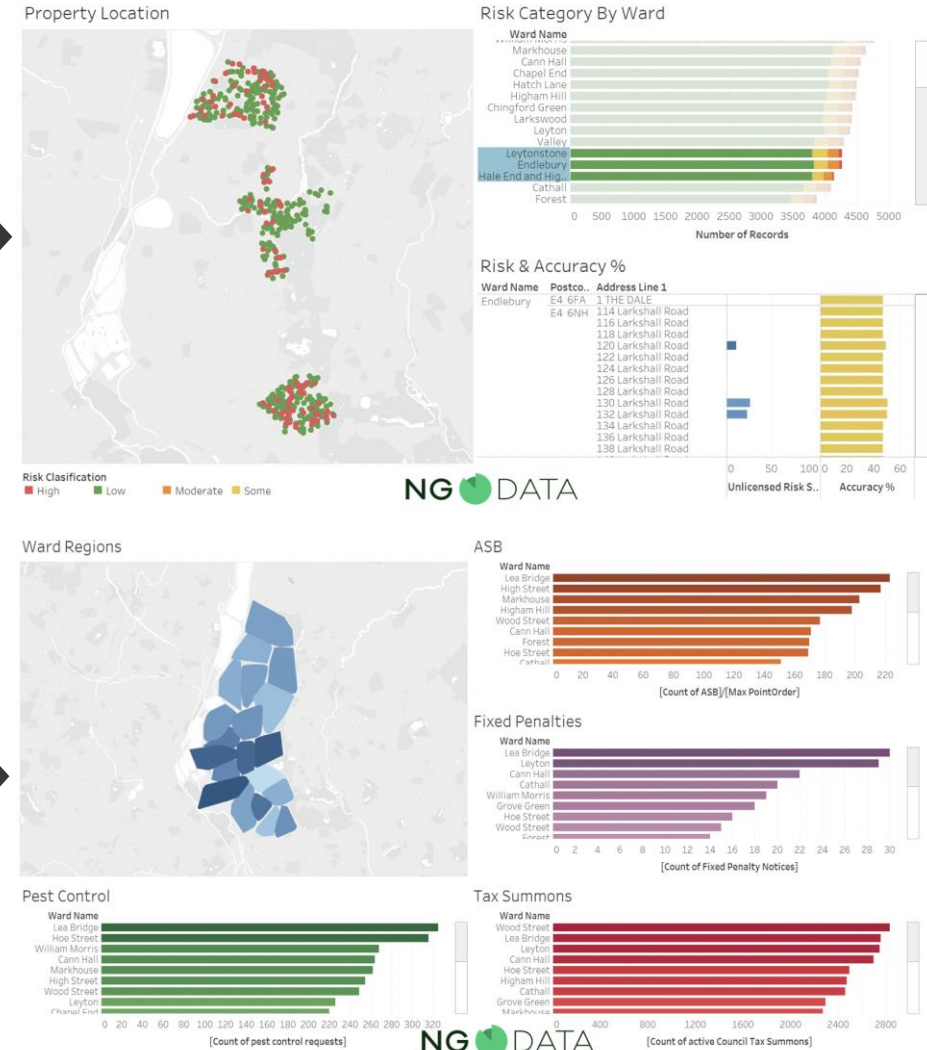 Property Location
Risk Clasification
High Low Moderate Some
Risk Category By Ward
Ward Name
William Morris
Markhouse
Cann Hall
Chapel End
Hatch Lane
Higham Hill
Chingford Green
Larkswood
Leyton
Valley
Leytonstone
Endlebury
Hale End and Hig..
Cathall
Forest
0 500 1000 1500 2000 2500 3000 3500 4000 4500 5000
Number of Records
Risk & Accuracy %
Ward Name Postco.. Address Line 1
Endlebury E4 6FA 1 THE DALE
E4 6NH 114 Larkshall Road
116 Larkshall Road
118 Larkshall Road
120 Larkshall Road
122 Larkshall Road
124 Larkshall Road
126 Larkshall Road
128 Larkshall Road
130 Larkshall Road
132 Larkshall Road
134 Larkshall Road
136 Larkshall Road
138 Larkshall Road
0 50 100 0 20 40 60
Unlicensed Risk S.. Accuracy %
NG DATA
Ward Regions
ASB
Ward Name
Lea Bridge
High Street
Markhouse
Higham Hill
Wood Street
Cann Hall
Forest
Hoe Street
Cathall
0 20 40 60 80 100 120 140 160 180 200 220
[Count of ASB]/[Max PointOrder]
Fixed Penalties
Ward Name
Lea Bridge
Leyton
Cann Hall
Cathall
William Morris
Grove Green
Hoe Street
Wood Street
Forest
0 2 4 6 8 10 12 14 16 18 20 22 24 26 28 30
[Count of Fixed Penalty Notices]
Pest Control
Ward Name
Lea Bridge
Hoe Street
William Morris
Cann Hall
Markhouse
High Street
Wood Street
Leyton
Chapel End
0 20 40 60 80 100 120 140 160 180 200 220 240 260 280 300 320
[Count of pest control requests]
Tax Summons
Ward Name
Wood Street
Lea Bridge
Leyton
Cann Hall
Hoe Street
Higham Hill
Cathall
Grove Green
Markhouse
0 400 800 1200 1600 2000 2400 2800
[Count of active Council Tax Summons]
NG DATA